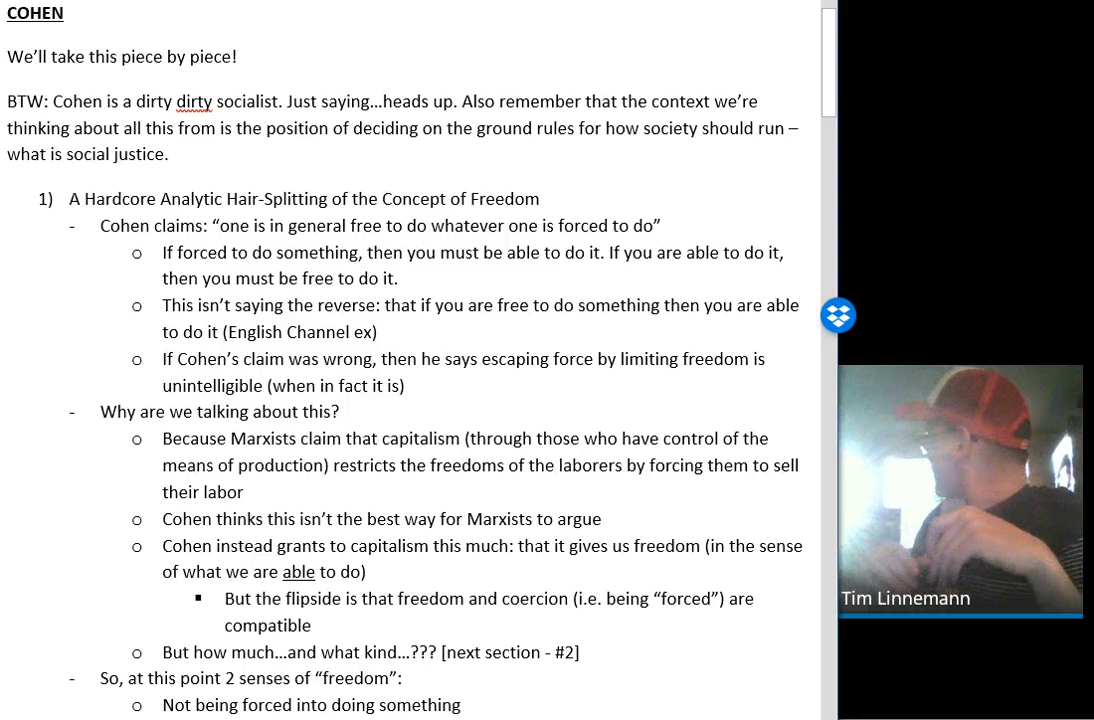 COHEN
We'll take this piece by piece!
BTW: Cohen is a dirty dirty socialist. Just saying…heads up. Also remember that the context we're
thinking about all this from is the position of deciding on the ground rules for how society should run –
what is social justice.
1) A Hardcore Analytic Hair-Splitting of the Concept of Freedom
- Cohen claims: "one is in general free to do whatever one is forced to do"
o If forced to do something, then you must be able to do it. If you are able to do it,
then you must be free to do it.
o This isn't saying the reverse: that if you are free to do something then you are able
to do it (English Channel ex)
o If Cohen's claim was wrong, then he says escaping force by limiting freedom is
unintelligible (when in fact it is)
- Why are we talking about this?
o Because Marxists claim that capitalism (through those who have control of the
means of production) restricts the freedoms of the laborers by forcing them to sell
their labor
o Cohen thinks this isn't the best way for Marxists to argue
o Cohen instead grants to capitalism this much: that it gives us freedom (in the sense
of what we are able to do)
▪ But the flipside is that freedom and coercion (i.e. being "forced") are
compatible
o But how much…and what kind…??? [next section - #2]
- So, at this point 2 senses of "freedom":
o Not being forced into doing something
Tim Linnemann